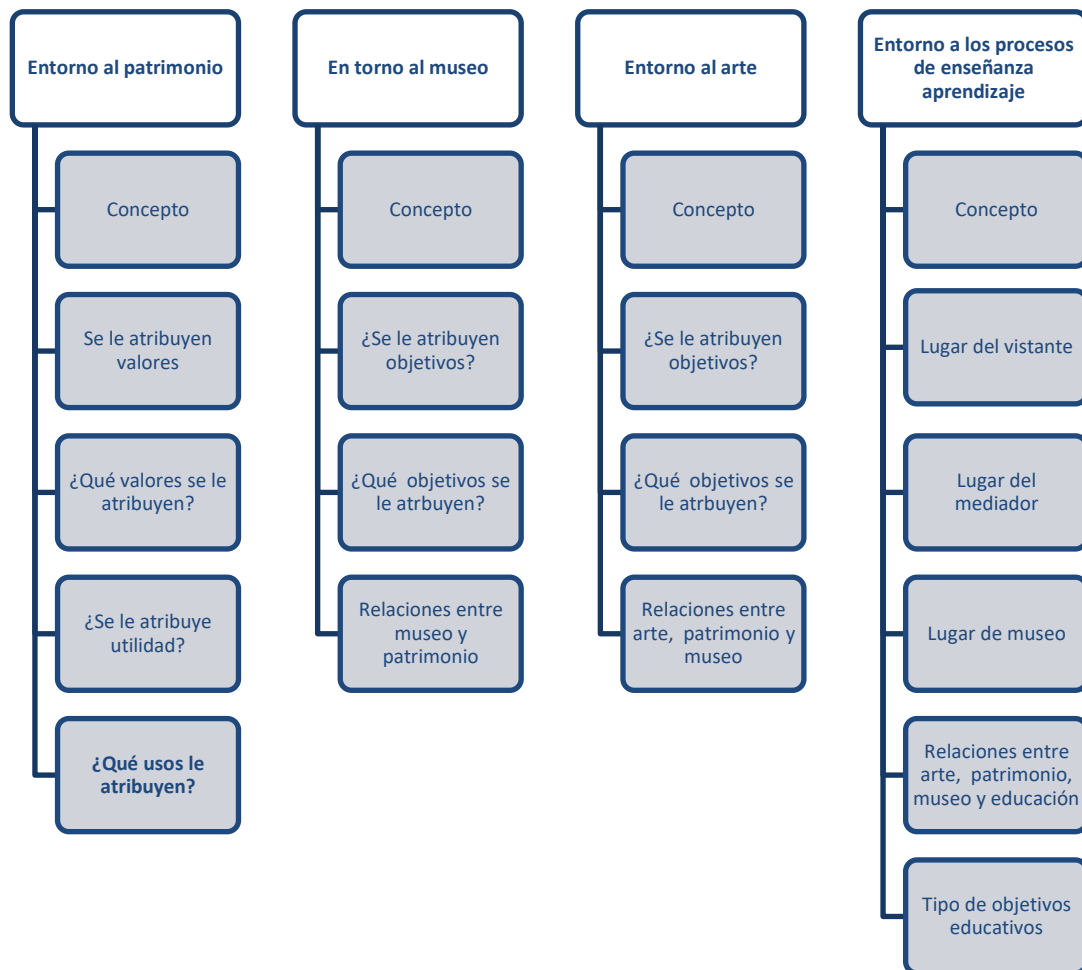 Entorno al patrimonio
Concepto
Se le atribuyen
valores
¿Qué valores se le
atribuyen?
¿Se le atribuye
utilidad?
¿Qué usos le
atribuyen?
En torno al museo
Concepto
¿Se le atribuyen
objetivos?
¿Qué objetivos se
le atrbuyen?
Relaciones entre
museo y
patrimonio
Entorno al arte
Concepto
¿Se le atribuyen
objetivos?
¿Qué objetivos se
le atrbuyen?
Relaciones entre
arte, patrimonio y
museo
Entorno a los procesos
de enseñanza
aprendizaje
Concepto
Lugar del vistante
Lugar del
mediador
Lugar de museo
Relaciones entre
arte, patrimonio,
museo y educación
Tipo de objetivos
educativos